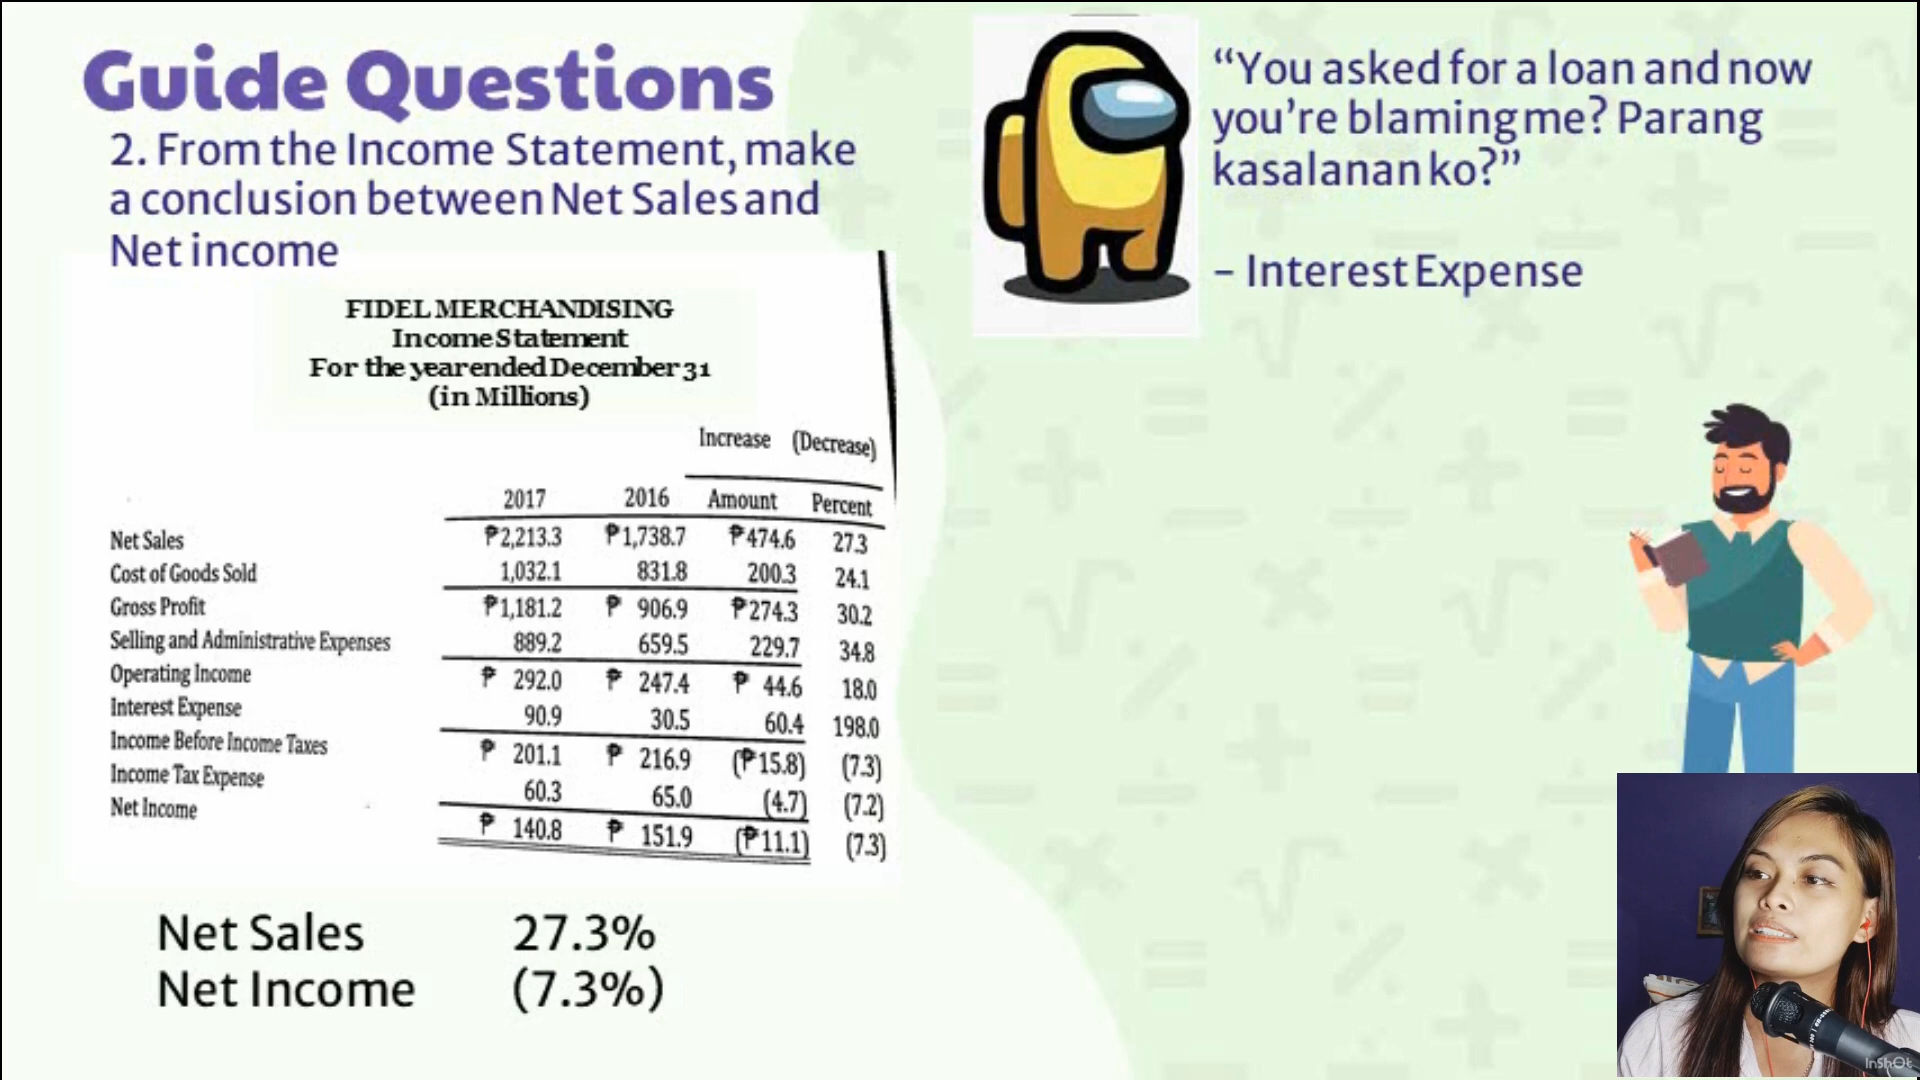 Guide Questions
2. From the Income Statement, make
a conclusion between Net Sales and
Net income
"You asked for a loan and now
you're blaming me? Parang
kasalanan ko?"
– Interest Expense
FIDEL MERCHANDISING
Income Statement
For the year ended December 31
(in Millions)
Increase (Decrease)
2017 2016 Amount Percent
Net Sales ₱2,213.3 ₱1,738.7 ₱474.6 27.3
Cost of Goods Sold 1,032.1 831.8 200.3 24.1
Gross Profit ₱1,181.2 ₱ 906.9 ₱274.3 30.2
Selling and Administrative Expenses 889.2 659.5 229.7 34.8
Operating Income ₱ 292.0 ₱ 247.4 ₱ 44.6 18.0
Interest Expense 90.9 30.5 60.4 198.0
Income Before Income Taxes ₱ 201.1 ₱ 216.9 (₱15.8) (7.3)
Income Tax Expense 60.3 65.0 (4.7) (7.2)
Net Income ₱ 140.8 ₱ 151.9 (₱11.1) (7.3)
Net Sales 27.3%
Net Income (7.3%)
InShOt